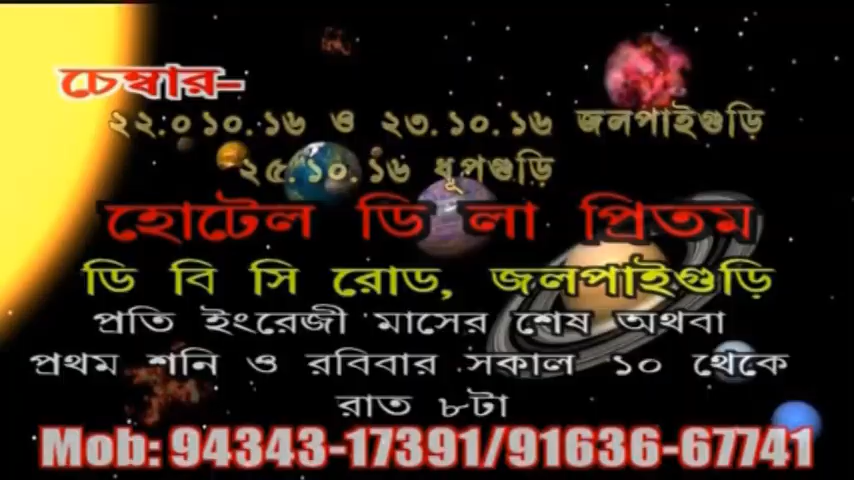 চেম্বার-
২২.০১০.১৬ ও ২৩.১০.১৬ জলপাইগুড়ি
২৫.১০.১৬ ধূপগুড়ি
হোটেল ডি লা প্রিতম
ডি বি সি রোড, জলপাইগুড়ি
প্রতি ইংরেজী মাসের শেষ অথবা
প্রথম শনি ও রবিবার সকাল ১০ থেকে
রাত ৮টা
Mob: 94343-17391/91636-67741